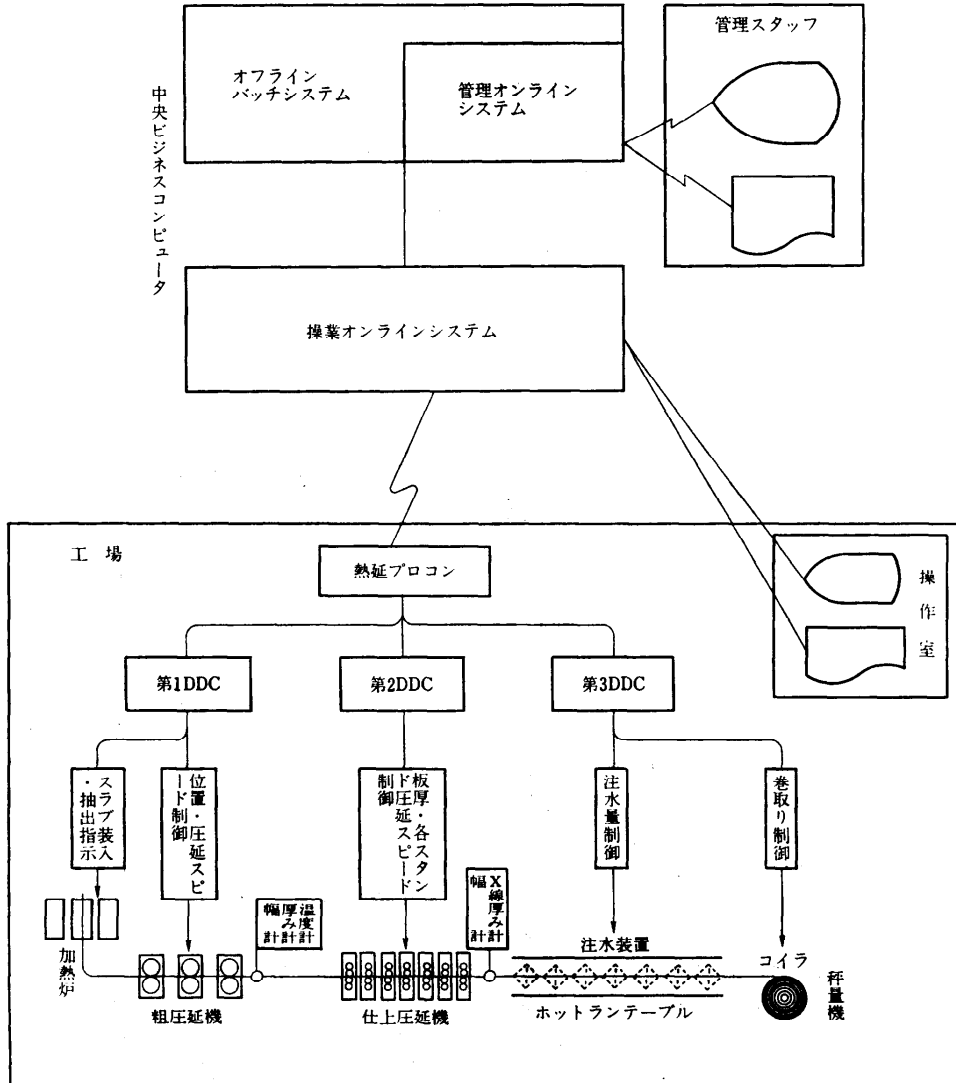 管理スタッフ
オフライン
バッチシステム
管理オンライン
システム
中央ビジネスコンピュータ
操業オンラインシステム
工場
熱延プロコン
操作室
第1DDC
第2DDC
第3DDC
スラブ装入
・抽出指示
位置・圧延スピ
ード制御
板厚・各スタン
ド圧延スピード
制御
注水量制御
巻取り制御
温度計
厚み計
幅計
X線厚み計
幅計
加熱炉
粗圧延機
仕上圧延機
注水装置
ホットランテーブル
コイラ
秤量機